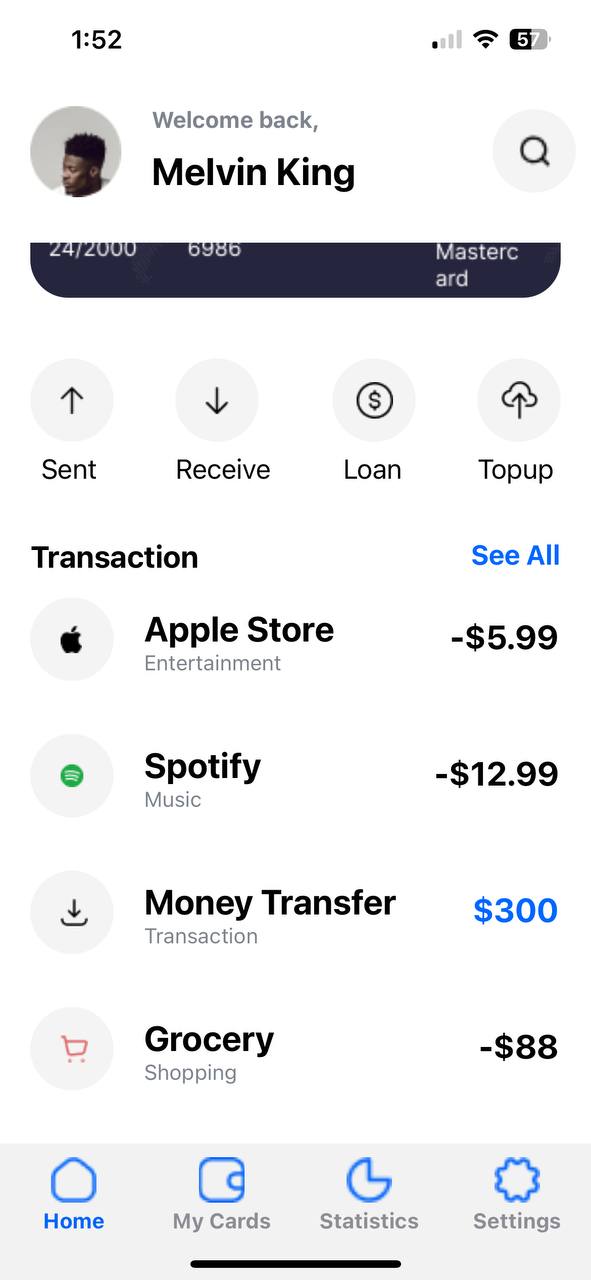 1:52
57
Welcome back,
Melvin King
24/2000 6986 Masterc
ard
Sent Receive Loan Topup
Transaction See All
Apple Store -$5.99
Entertainment
Spotify -$12.99
Music
Money Transfer $300
Transaction
Grocery -$88
Shopping
Home My Cards Statistics Settings